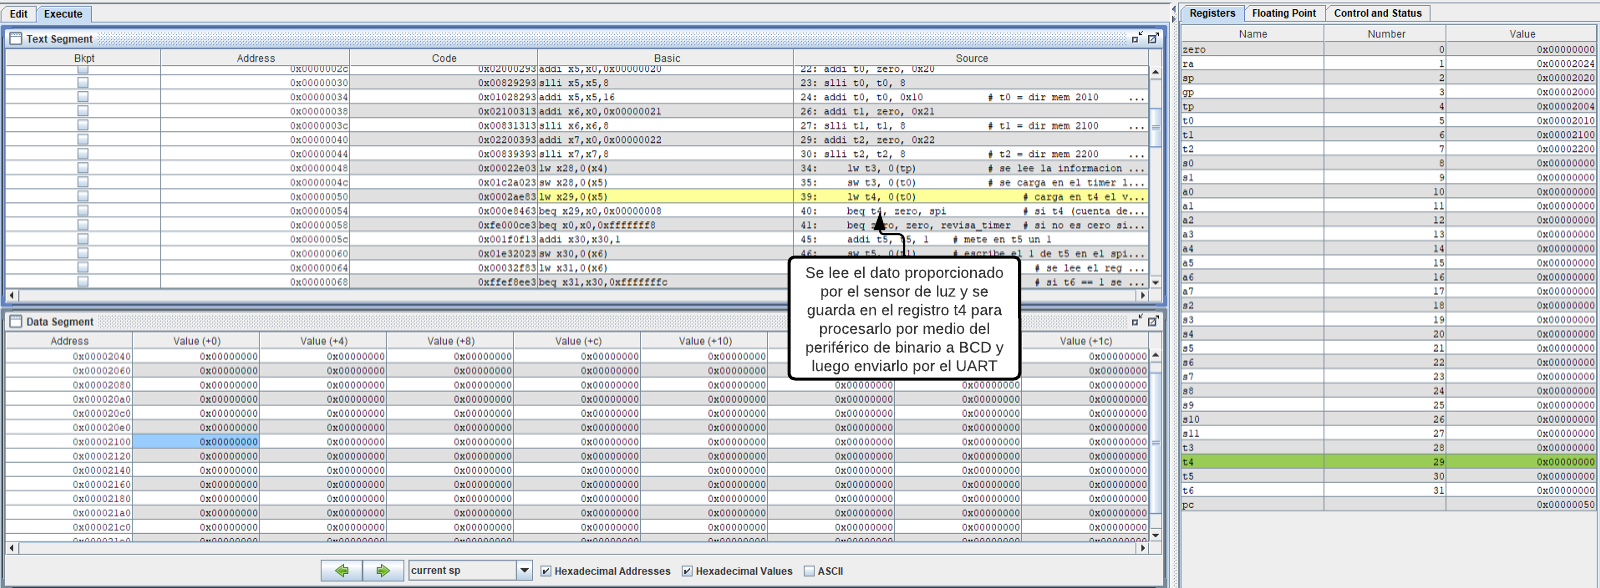 Edit Execute
Text Segment
Bkpt Address Code Basic Source
0x0000002c 0x02000293 addi x5,x0,0x00000020 22: addi t0, zero, 0x20
0x00000030 0x00829293 slli x5,x5,8 23: slli t0, t0, 8
0x00000034 0x01028293 addi x5,x5,16 24: addi t0, t0, 0x10 # t0 = dir mem 2010 ...
0x00000038 0x02100313 addi x6,x0,0x00000021 26: addi t1, zero, 0x21
0x0000003c 0x00831313 slli x6,x6,8 27: slli t1, t1, 8 # t1 = dir mem 2100 ...
0x00000040 0x02200393 addi x7,x0,0x00000022 29: addi t2, zero, 0x22
0x00000044 0x00839393 slli x7,x7,8 30: slli t2, t2, 8 # t2 = dir mem 2200 ...
0x00000048 0x00022e03 lw x28,0(x4) 34: lw t3, 0(tp) # se lee la informacion ...
0x0000004c 0x01c2a023 sw x28,0(x5) 35: sw t3, 0(t0) # se carga en el timer l...
0x00000050 0x0002ae83 lw x29,0(x5) 39: lw t4, 0(t0) # carga en t4 el v...
0x00000054 0x000e8463 beq x29,x0,0x00000008 40: beq t4, zero, spi # si t4 (cuenta de...
0x00000058 0xfe000ce3 beq x0,x0,0xfffffff8 41: beq zero, zero, revisa_timer # si no es cero si...
0x0000005c 0x001f0f13 addi x30,x30,1 45: addi t5, t5, 1 # mete en t5 un 1
0x00000060 0x01e32023 sw x30,0(x6) 46: sw t5, 0(t1) # escribe el 1 de t5 en el spi...
0x00000064 0x00032f83 lw x31,0(x6) # se lee el reg ...
0x00000068 0xffef8ee3 beq x31,x30,0xfffffffc # si t6 == 1 se ...
Se lee el dato proporcionado
por el sensor de luz y se
guarda en el registro t4 para
procesarlo por medio del
periférico de binario a BCD y
luego enviarlo por el UART
Data Segment
Address Value (+0) Value (+4) Value (+8) Value (+c) Value (+10) Value (+1c)
0x00002040 0x00000000 0x00000000 0x00000000 0x00000000 0x00000000 0x00000000
0x00002060 0x00000000 0x00000000 0x00000000 0x00000000 0x00000000 0x00000000
0x00002080 0x00000000 0x00000000 0x00000000 0x00000000 0x00000000 0x00000000 0x00000000 0x00000000
0x000020a0 0x00000000 0x00000000 0x00000000 0x00000000 0x00000000 0x00000000 0x00000000 0x00000000
0x000020c0 0x00000000 0x00000000 0x00000000 0x00000000 0x00000000 0x00000000 0x00000000 0x00000000
0x000020e0 0x00000000 0x00000000 0x00000000 0x00000000 0x00000000 0x00000000 0x00000000 0x00000000
0x00002100 0x00000000 0x00000000 0x00000000 0x00000000 0x00000000 0x00000000 0x00000000 0x00000000
0x00002120 0x00000000 0x00000000 0x00000000 0x00000000 0x00000000 0x00000000 0x00000000 0x00000000
0x00002140 0x00000000 0x00000000 0x00000000 0x00000000 0x00000000 0x00000000 0x00000000 0x00000000
0x00002160 0x00000000 0x00000000 0x00000000 0x00000000 0x00000000 0x00000000 0x00000000 0x00000000
0x00002180 0x00000000 0x00000000 0x00000000 0x00000000 0x00000000 0x00000000 0x00000000 0x00000000
0x000021a0 0x00000000 0x00000000 0x00000000 0x00000000 0x00000000 0x00000000 0x00000000 0x00000000
0x000021c0 0x00000000 0x00000000 0x00000000 0x00000000 0x00000000 0x00000000 0x00000000 0x00000000
0x000021e0 0x00000000 0x00000000 0x00000000 0x00000000 0x00000000 0x00000000 0x00000000 0x00000000
current sp Hexadecimal Addresses Hexadecimal Values ASCII
Registers Floating Point Control and Status
Name Number Value
zero 0 0x00000000
ra 1 0x00002024
sp 2 0x00002020
gp 3 0x00002000
tp 4 0x00002004
t0 5 0x00002010
t1 6 0x00002100
t2 7 0x00002200
s0 8 0x00000000
s1 9 0x00000000
a0 10 0x00000000
a1 11 0x00000000
a2 12 0x00000000
a3 13 0x00000000
a4 14 0x00000000
a5 15 0x00000000
a6 16 0x00000000
a7 17 0x00000000
s2 18 0x00000000
s3 19 0x00000000
s4 20 0x00000000
s5 21 0x00000000
s6 22 0x00000000
s7 23 0x00000000
s8 24 0x00000000
s9 25 0x00000000
s10 26 0x00000000
s11 27 0x00000000
t3 28 0x00000000
t4 29 0x00000000
t5 30 0x00000000
t6 31 0x00000000
pc 0x00000050